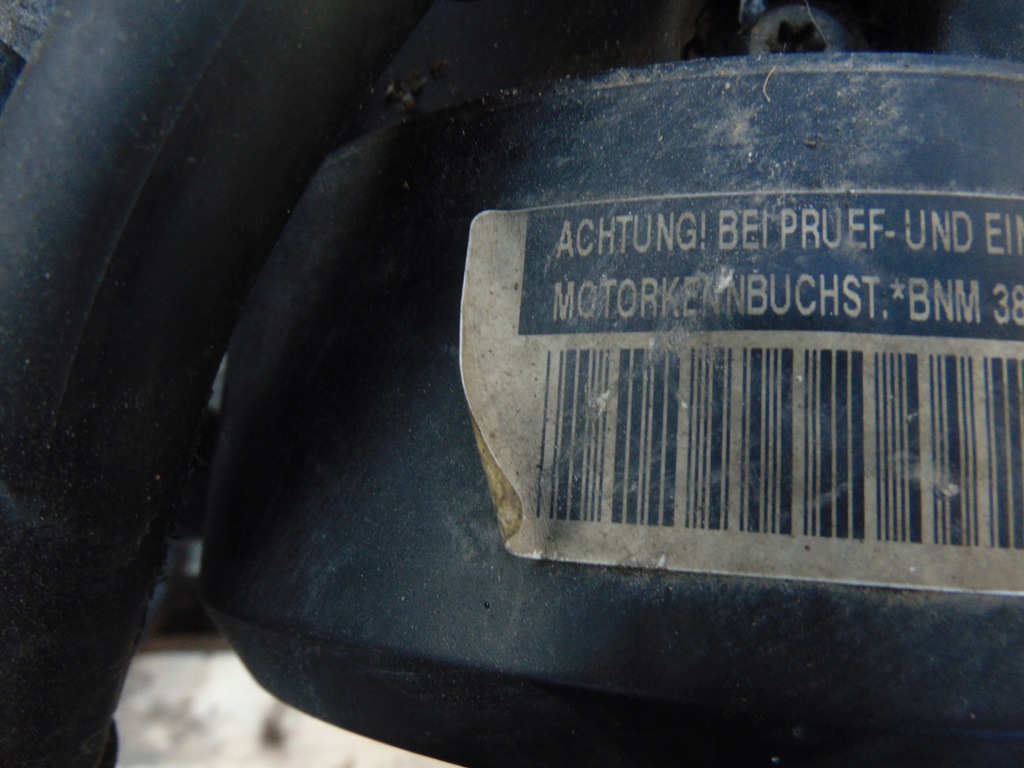 ACHTUNG! BEI PRUEF- UND EIN
MOTORKENNBUCHST. *BNM 38